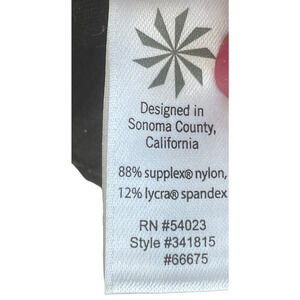 Designed in
Sonoma County,
California
88% supplex® nylon,
12% lycra® spandex
RN #54023
Style #341815
#66675